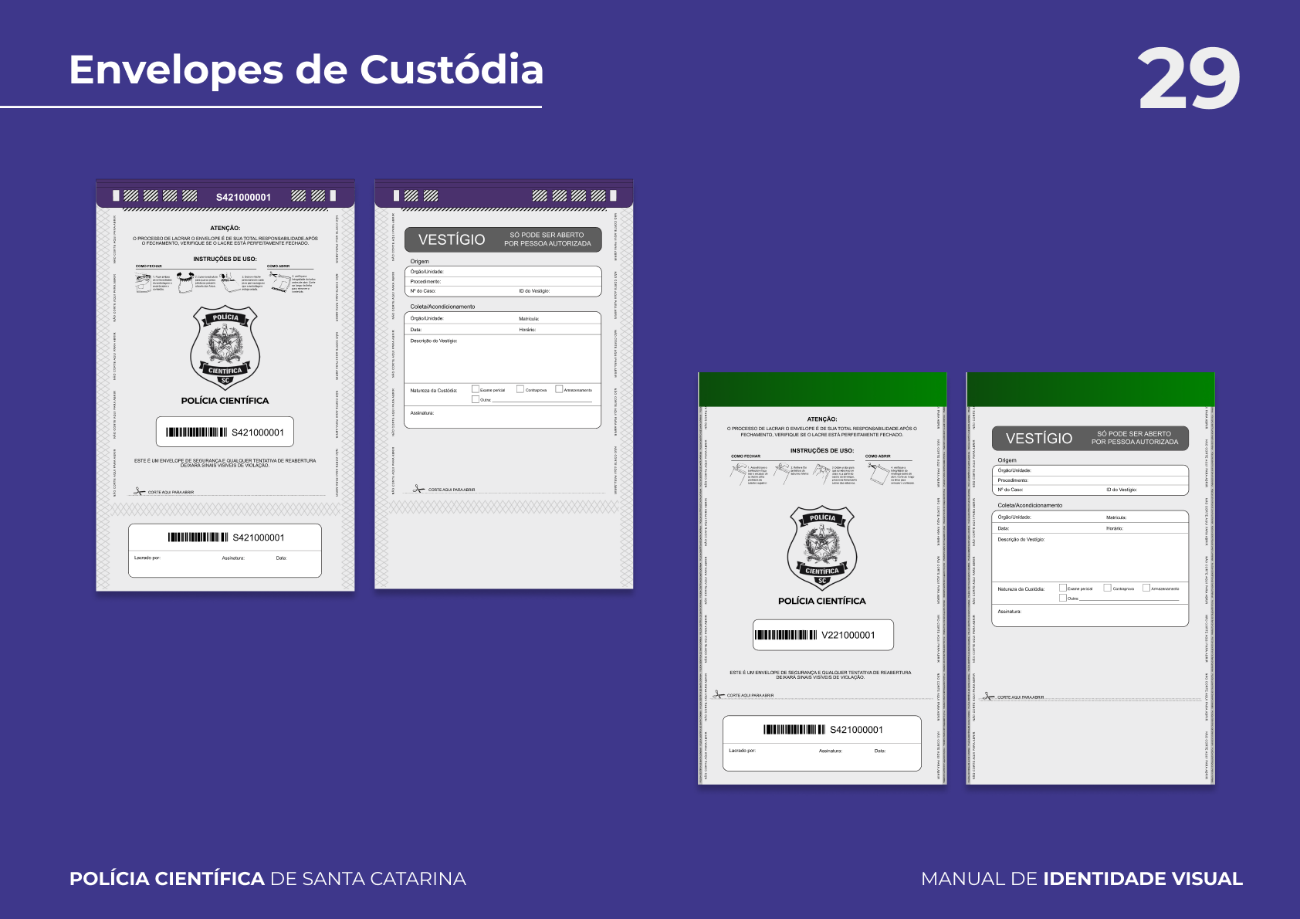 Envelopes de Custódia
29
S421000001
ATENÇÃO:
O PROCESSO DE LACRAR O ENVELOPE É DE SUA TOTAL RESPONSABILIDADE APÓS
O FECHAMENTO, VERIFIQUE SE O LACRE ESTÁ PERFEITAMENTE FECHADO.
INSTRUÇÕES DE USO:
COMO FECHAR
COMO ABRIR
POLÍCIA
CIENTÍFICA
SC
POLÍCIA CIENTÍFICA
S421000001
ESTE É UM ENVELOPE DE SEGURANÇA E QUALQUER TENTATIVA DE REABERTURA
DEIXARÁ SINAIS VISÍVEIS DE VIOLAÇÃO.
CORTE AQUI PARA ABRIR
S421000001
Lacrado por: Assinatura: Data:
VESTÍGIO
SÓ PODE SER ABERTO
POR PESSOA AUTORIZADA
Origem
Órgão/Unidade:
Procedimento:
Nº do Caso: ID do Vestígio:
Coleta/Acondicionamento
Órgão/Unidade: Matrícula:
Data: Horário:
Descrição do Vestígio:
Natureza da Custódia: Exame pericial Contraprova Armazenamento
Outra:
Assinatura:
CORTE AQUI PARA ABRIR
ATENÇÃO:
O PROCESSO DE LACRAR O ENVELOPE É DE SUA TOTAL RESPONSABILIDADE APÓS O
FECHAMENTO, VERIFIQUE SE O LACRE ESTÁ PERFEITAMENTE FECHADO.
INSTRUÇÕES DE USO:
COMO FECHAR
COMO ABRIR
POLÍCIA
CIENTÍFICA
SC
POLÍCIA CIENTÍFICA
V221000001
ESTE É UM ENVELOPE DE SEGURANÇA E QUALQUER TENTATIVA DE REABERTURA
DEIXARÁ SINAIS VISÍVEIS DE VIOLAÇÃO.
CORTE AQUI PARA ABRIR
S421000001
Lacrado por: Assinatura: Data:
VESTÍGIO
SÓ PODE SER ABERTO
POR PESSOA AUTORIZADA
Origem
Órgão/Unidade:
Procedimento:
Nº do Caso: ID do Vestígio:
Coleta/Acondicionamento
Órgão/Unidade: Matrícula:
Data: Horário:
Descrição do Vestígio:
Natureza da Custódia: Exame pericial Contraprova Armazenamento
Outra:
Assinatura:
CORTE AQUI PARA ABRIR
POLÍCIA CIENTÍFICA DE SANTA CATARINA
MANUAL DE IDENTIDADE VISUAL